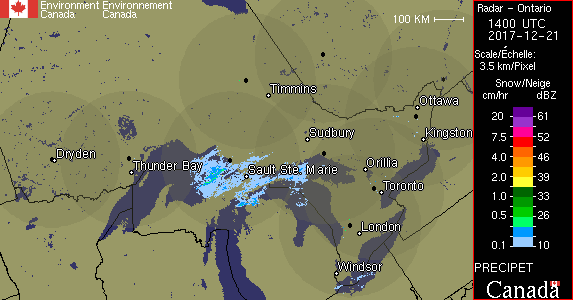 Environment Environnement
Canada Canada
100 KM
Timmins
Ottawa
Sudbury
Kingston
Dryden
Thunder Bay
Sault Ste. Marie
Orillia
Toronto
London
Windsor
Radar - Ontario
1400 UTC
2017-12-21
Scale/Échelle:
3.5 km/Pixel
Snow/Neige
cm/hr dBZ
20 61
7.5 52
4.0 46
2.0 39
1.0 33
0.5 26
0.1 10
PRECIPET
Canada